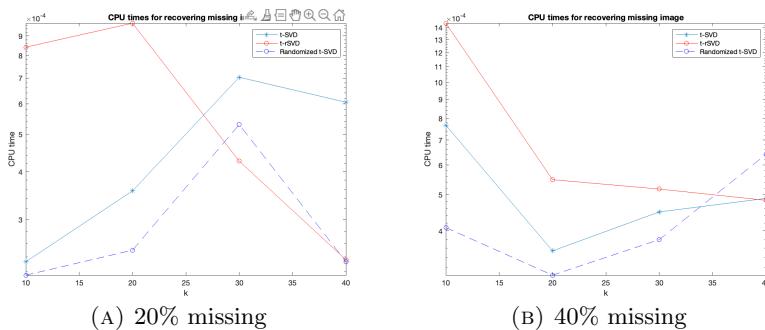 CPU times for recovering missing i
×10⁻⁴
t-SVD
t-rSVD
Randomized t-SVD
9
8
7
6
5
4
3
CPU time
10 15 20 25 30 35 40
k
(A) 20% missing
CPU times for recovering missing image
×10⁻⁴
t-SVD
t-rSVD
Randomized t-SVD
14
12
10
9
8
7
6
5
4
CPU time
10 15 20 25 30 35 4
k
(B) 40% missing